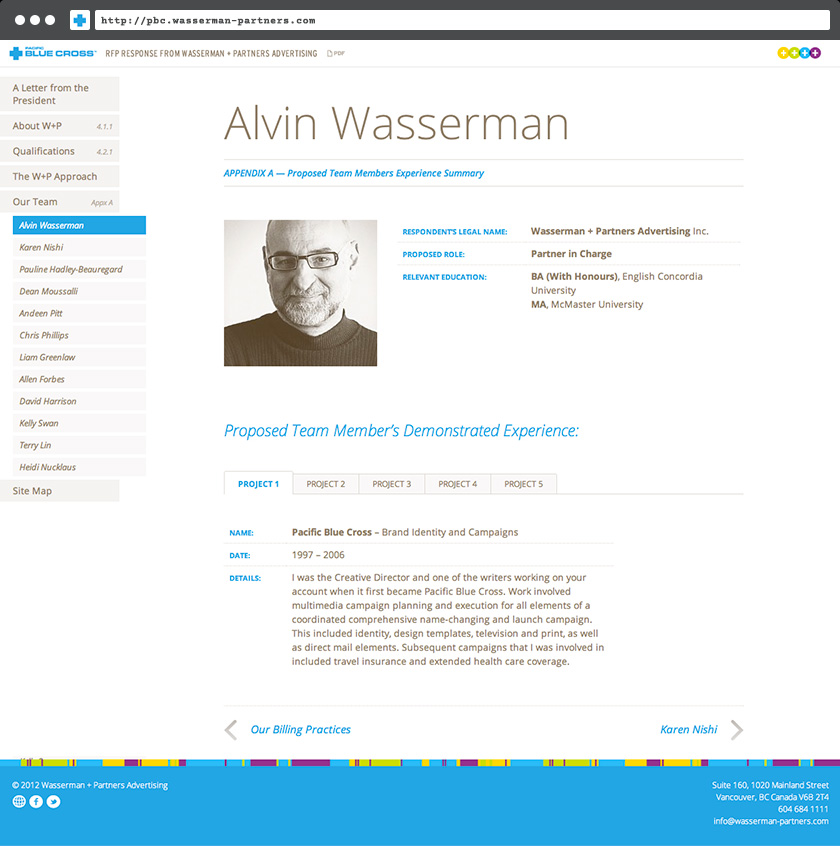 http://pbc.wasserman-partners.com
PACIFIC
BLUE CROSS
RFP RESPONSE FROM WASSERMAN + PARTNERS ADVERTISING
PDF
A Letter from the
President
About W+P 4.1.1
Qualifications 4.2.1
The W+P Approach
Our Team Appx A
Alvin Wasserman
Karen Nishi
Pauline Hadley-Beauregard
Dean Moussalli
Andeen Pitt
Chris Phillips
Liam Greenlaw
Allen Forbes
David Harrison
Kelly Swan
Terry Lin
Heidi Nucklaus
Site Map
Alvin Wasserman
APPENDIX A — Proposed Team Members Experience Summary
RESPONDENT'S LEGAL NAME: Wasserman + Partners Advertising Inc.
PROPOSED ROLE: Partner in Charge
RELEVANT EDUCATION: BA (With Honours), English Concordia
University
MA, McMaster University
Proposed Team Member's Demonstrated Experience:
PROJECT 1 PROJECT 2 PROJECT 3 PROJECT 4 PROJECT 5
NAME: Pacific Blue Cross – Brand Identity and Campaigns
DATE: 1997 – 2006
DETAILS: I was the Creative Director and one of the writers working on your
account when it first became Pacific Blue Cross. Work involved
multimedia campaign planning and execution for all elements of a
coordinated comprehensive name-changing and launch campaign.
This included identity, design templates, television and print, as well
as direct mail elements. Subsequent campaigns that I was involved in
included travel insurance and extended health care coverage.
Our Billing Practices
Karen Nishi
© 2012 Wasserman + Partners Advertising
Suite 160, 1020 Mainland Street
Vancouver, BC Canada V6B 2T4
604 684 1111
info@wasserman-partners.com